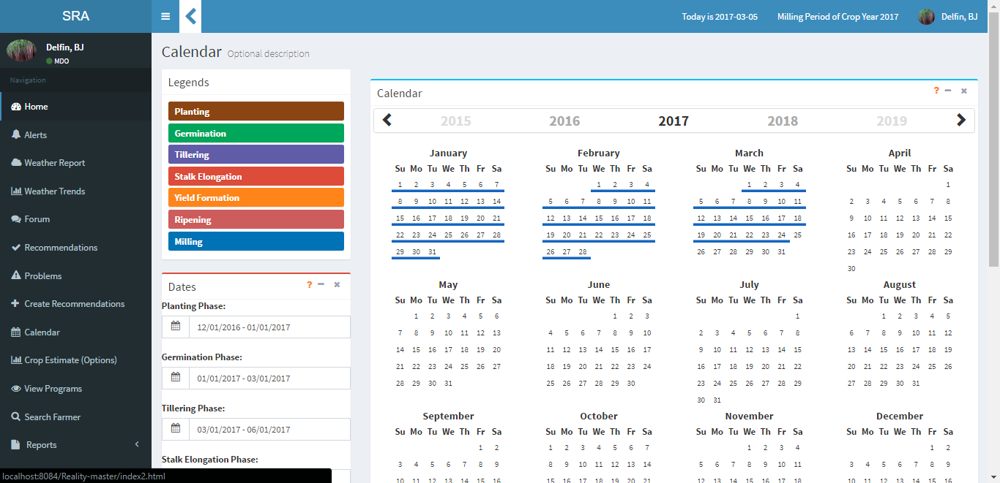 SRA
Today is 2017-03-05 Milling Period of Crop Year 2017 Delfin, BJ
Delfin, BJ
MDO
Navigation
Home
Alerts
Weather Report
Weather Trends
Forum
Recommendations
Problems
Create Recommendations
Calendar
Crop Estimate (Options)
View Programs
Search Farmer
Reports
localhost:8084/Reality-master/index2.html
Calendar Optional description
Legends
Planting
Germination
Tillering
Stalk Elongation
Yield Formation
Ripening
Milling
Dates ?
Planting Phase:
12/01/2016 - 01/01/2017
Germination Phase:
01/01/2017 - 03/01/2017
Tillering Phase:
03/01/2017 - 06/01/2017
Stalk Elongation Phase:
Calendar ?
2015 2016 2017 2018 2019
January February March April
Su Mo Tu We Th Fr Sa Su Mo Tu We Th Fr Sa Su Mo Tu We Th Fr Sa Su Mo Tu We Th Fr Sa
1 2 3 4 5 6 7 1 2 3 4 1 2 3 4 1
8 9 10 11 12 13 14 5 6 7 8 9 10 11 5 6 7 8 9 10 11 2 3 4 5 6 7 8
15 16 17 18 19 20 21 12 13 14 15 16 17 18 12 13 14 15 16 17 18 9 10 11 12 13 14 15
22 23 24 25 26 27 28 19 20 21 22 23 24 25 19 20 21 22 23 24 25 16 17 18 19 20 21 22
29 30 31 26 27 28 26 27 28 29 30 31 23 24 25 26 27 28 29
30
May June July August
Su Mo Tu We Th Fr Sa Su Mo Tu We Th Fr Sa Su Mo Tu We Th Fr Sa Su Mo Tu We Th Fr Sa
1 2 3 4 5 6 1 2 3 1 1 2 3 4 5
7 8 9 10 11 12 13 4 5 6 7 8 9 10 2 3 4 5 6 7 8 6 7 8 9 10 11 12
14 15 16 17 18 19 20 11 12 13 14 15 16 17 9 10 11 12 13 14 15 13 14 15 16 17 18 19
21 22 23 24 25 26 27 18 19 20 21 22 23 24 16 17 18 19 20 21 22 20 21 22 23 24 25 26
28 29 30 31 25 26 27 28 29 30 23 24 25 26 27 28 29 27 28 29 30 31
30 31
September October November December
Su Mo Tu We Th Fr Sa Su Mo Tu We Th Fr Sa Su Mo Tu We Th Fr Sa Su Mo Tu We Th Fr Sa
1 2 1 2 3 4 5 6 7 1 2 3 4 1 2
3 4 5 6 7 8 9 8 9 10 11 12 13 14 5 6 7 8 9 10 11 3 4 5 6 7 8 9
10 11 12 13 14 15 16 15 16 17 18 19 20 21 12 13 14 15 16 17 18 10 11 12 13 14 15 16